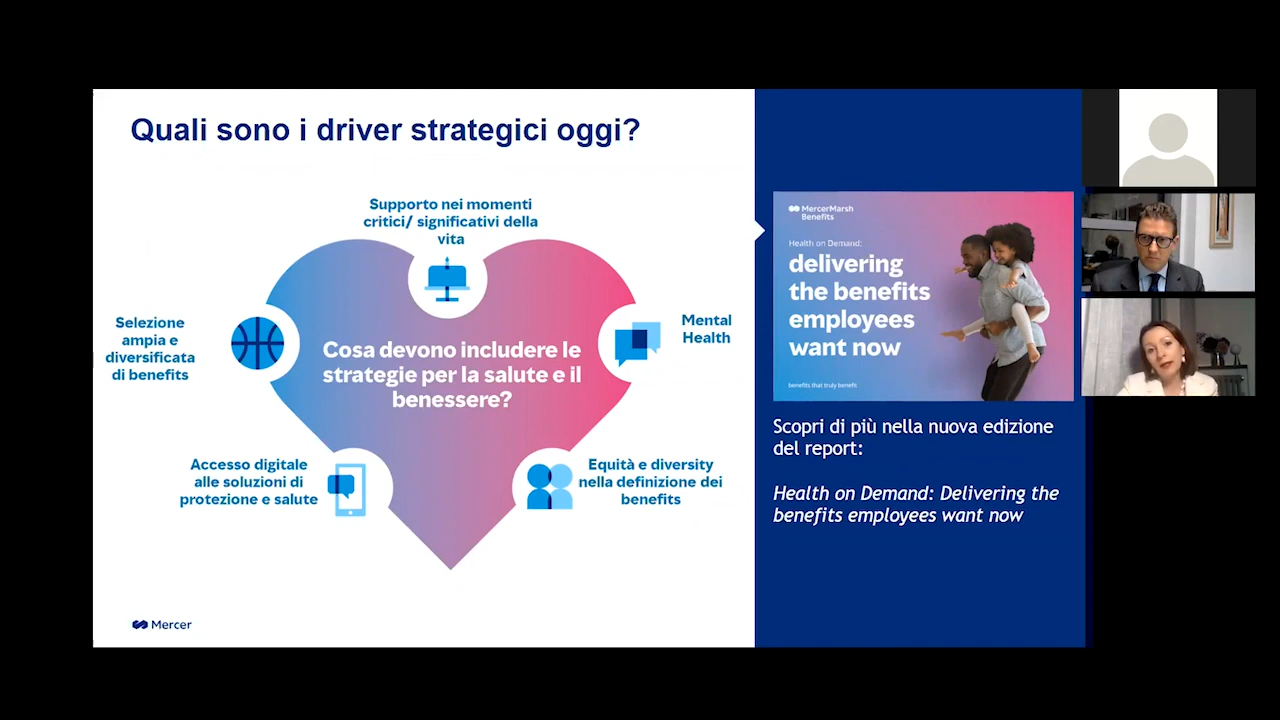 Quali sono i driver strategici oggi?
Supporto nei momenti
critici/ significativi della
vita
Selezione
ampia e
diversificata
di benefits
Mental
Health
Cosa devono includere le
strategie per la salute e il
benessere?
Accesso digitale
alle soluzioni di
protezione e salute
Equità e diversity
nella definizione dei
benefits
Mercer
MercerMarsh
Benefits
Health on Demand:
delivering
the benefits
employees
want now
benefits that truly benefit
Scopri di più nella nuova edizione
del report:
Health on Demand: Delivering the
benefits employees want now